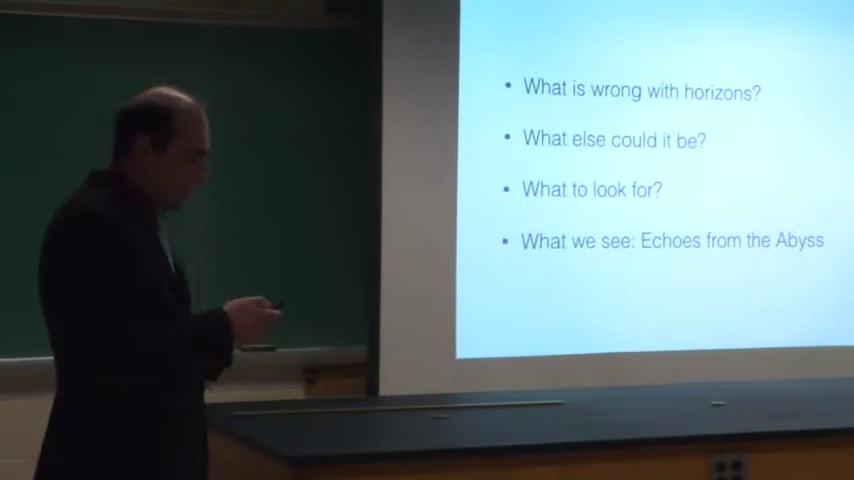 • What is wrong with horizons?
• What else could it be?
• What to look for?
• What we see: Echoes from the Abyss